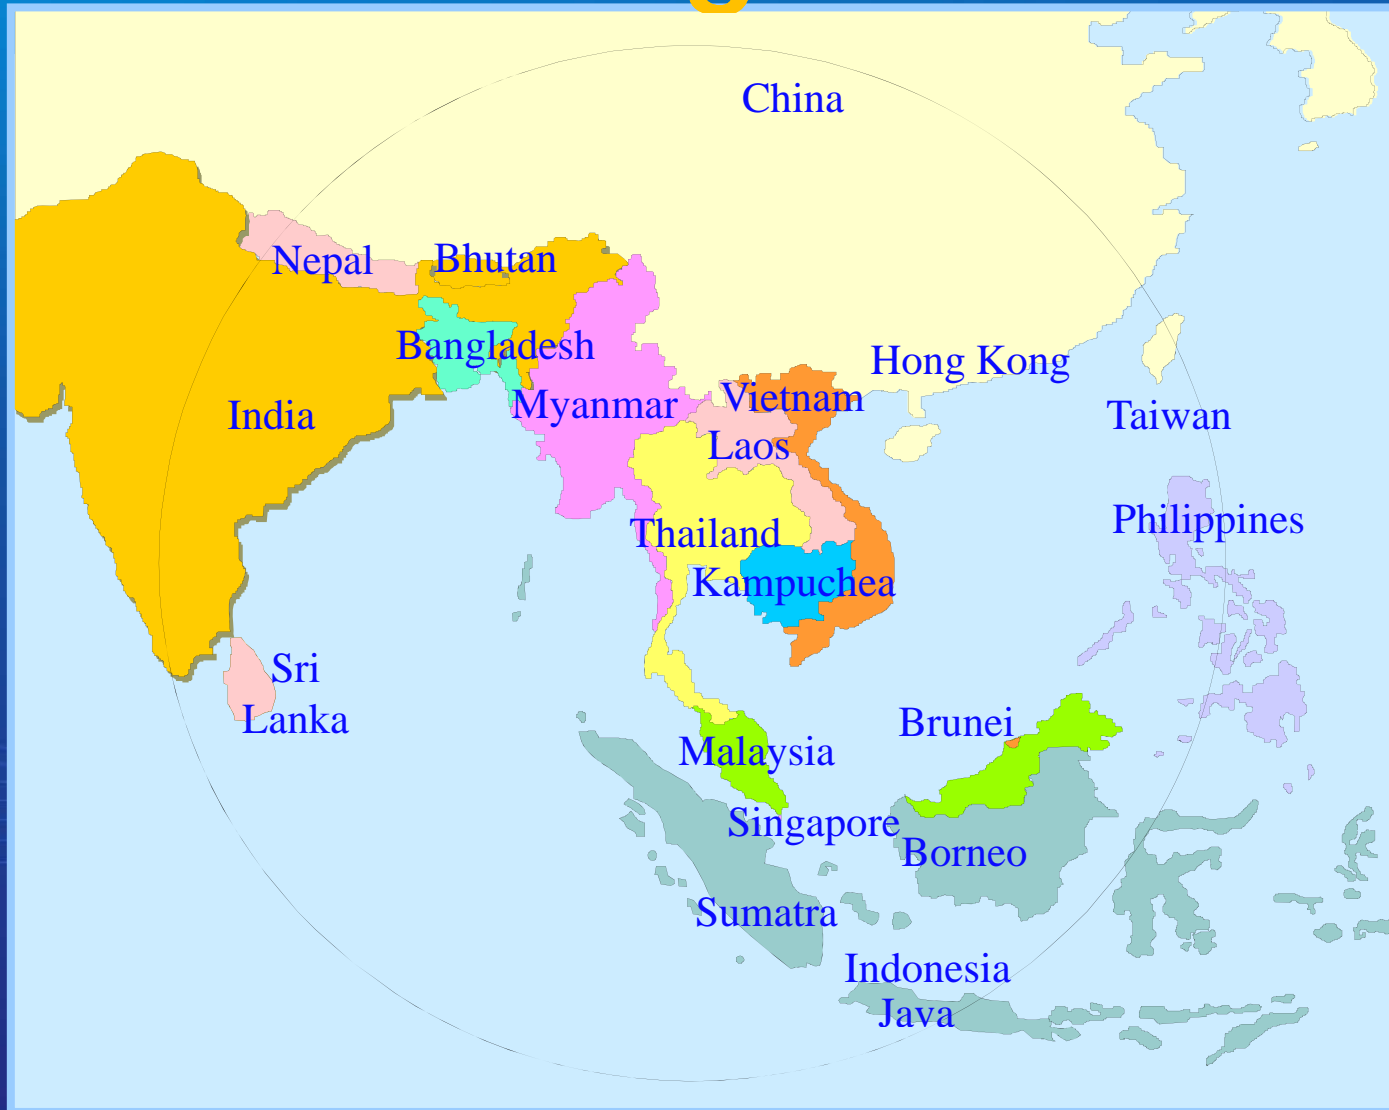 China
Nepal
Bhutan
Bangladesh
Hong Kong
India
Myanmar
Vietnam
Taiwan
Laos
Thailand
Philippines
Kampuchea
Sri
Lanka
Brunei
Malaysia
Singapore
Borneo
Sumatra
Indonesia
Java